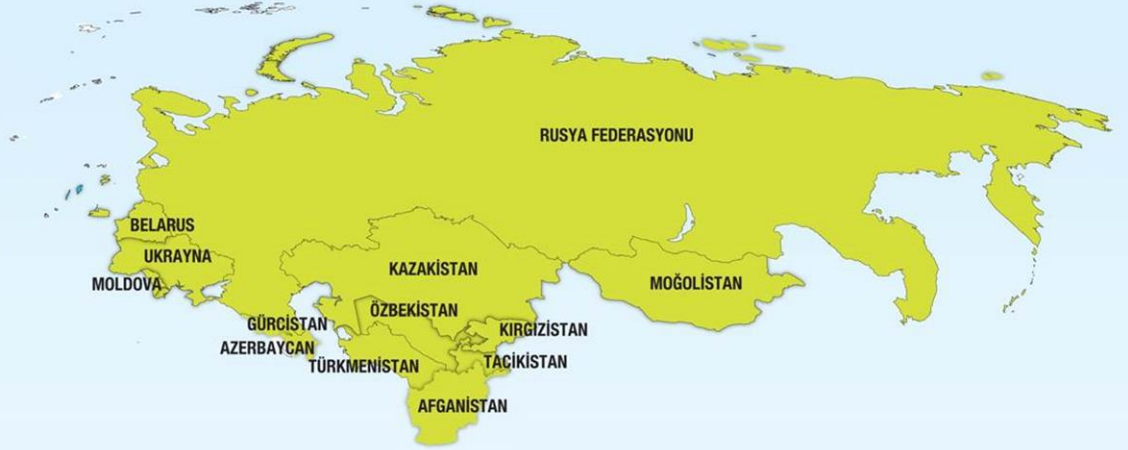 RUSYA FEDERASYONU
BELARUS
UKRAYNA
MOLDOVA
KAZAKİSTAN
MOĞOLİSTAN
ÖZBEKİSTAN
GÜRCİSTAN
KIRGIZİSTAN
AZERBAYCAN
TÜRKMENİSTAN
TACİKİSTAN
AFGANİSTAN